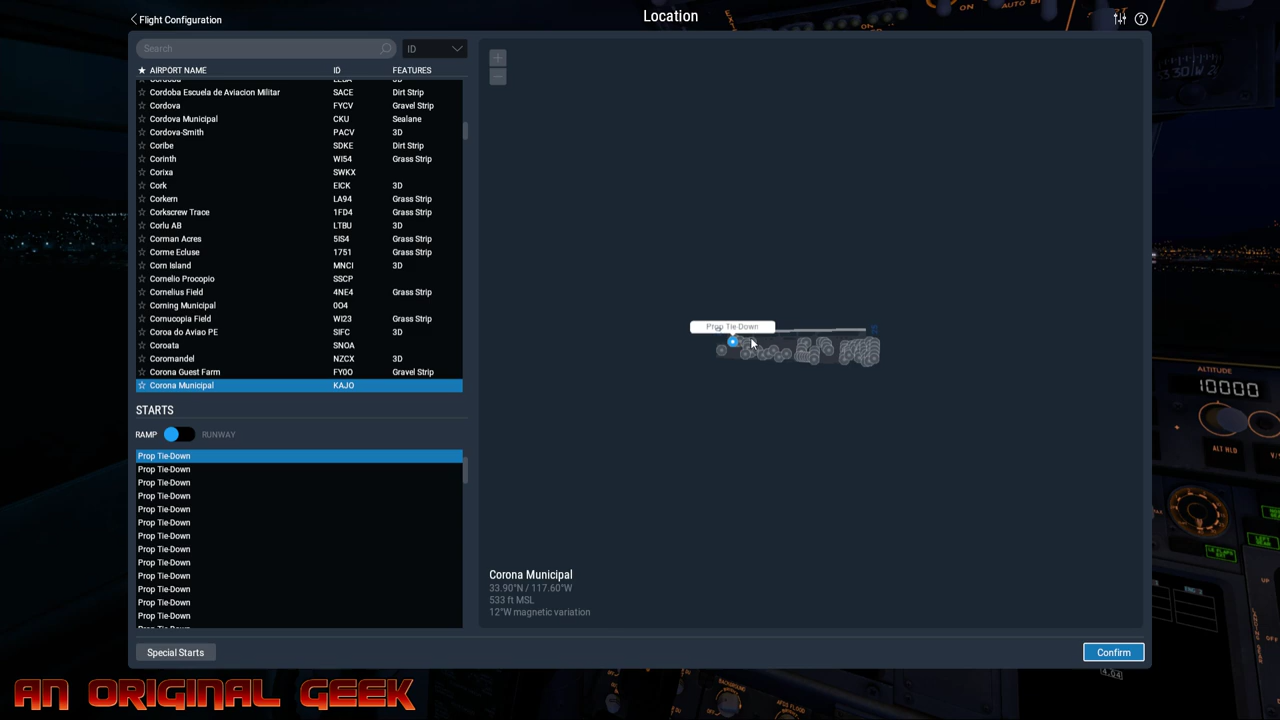 Flight Configuration
Location
Search
ID
AIRPORT NAME ID FEATURES
Cordoba Escuela de Aviacion Militar SACE Dirt Strip
Cordova FYCV Gravel Strip
Cordova Municipal CKU Sealane
Cordova-Smith PACV 3D
Coribe SDKE Dirt Strip
Corinth WI54 Grass Strip
Corixa SWKX
Cork EICK 3D
Corkern LA94 Grass Strip
Corkscrew Trace 1FD4 Grass Strip
Corlu AB LTBU 3D
Corman Acres 5IS4 Grass Strip
Corme Ecluse 1751 Grass Strip
Corn Island MNCI 3D
Cornelio Procopio SSCP
Cornelius Field 4NE4 Grass Strip
Corning Municipal 0O4
Cornucopia Field WI23 Grass Strip
Coroa do Aviao PE SIFC 3D
Coroata SNOA
Coromandel NZCX 3D
Corona Guest Farm FY0O Gravel Strip
Corona Municipal KAJO
STARTS
RAMP RUNWAY
Prop Tie-Down
Prop Tie-Down
Prop Tie-Down
Prop Tie-Down
Prop Tie-Down
Prop Tie-Down
Prop Tie-Down
Prop Tie-Down
Prop Tie-Down
Prop Tie-Down
Prop Tie-Down
Prop Tie-Down
Prop Tie-Down
Special Starts
Prop Tie-Down
Corona Municipal
33.90°N / 117.60°W
533 ft MSL
12°W magnetic variation
Confirm
ALTITUDE
10000
ALT HLD
AN ORIGINAL GEEK